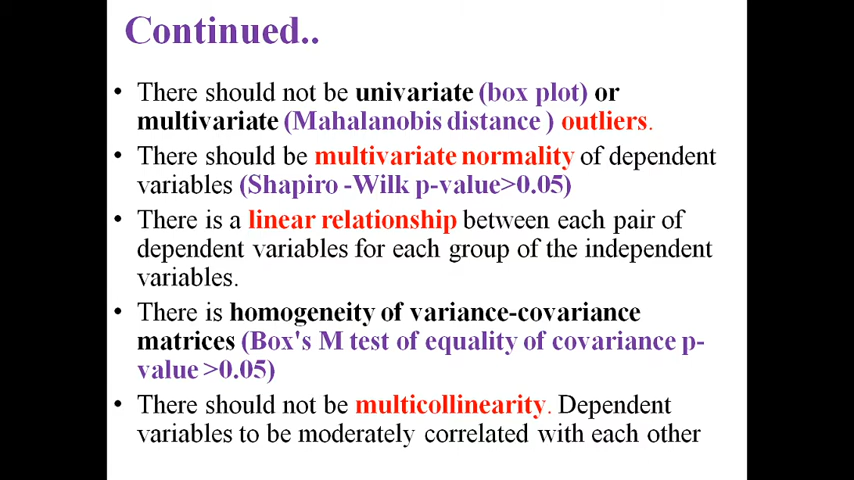 Continued..
• There should not be univariate (box plot) or
multivariate (Mahalanobis distance ) outliers.
• There should be multivariate normality of dependent
variables (Shapiro -Wilk p-value>0.05)
• There is a linear relationship between each pair of
dependent variables for each group of the independent
variables.
• There is homogeneity of variance-covariance
matrices (Box's M test of equality of covariance p-
value >0.05)
• There should not be multicollinearity. Dependent
variables to be moderately correlated with each other